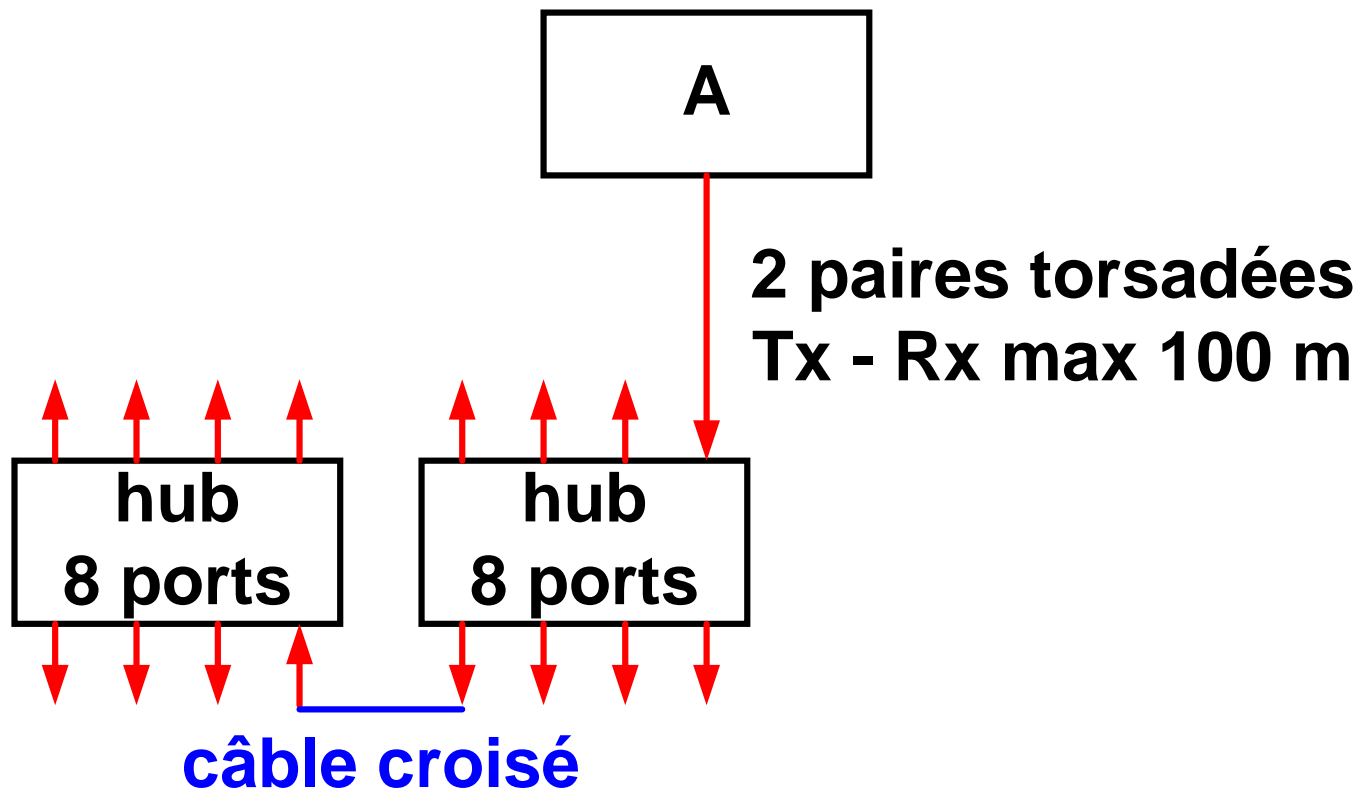 A
2 paires torsadées
Tx - Rx max 100 m
hub
8 ports
hub
8 ports
câble croisé